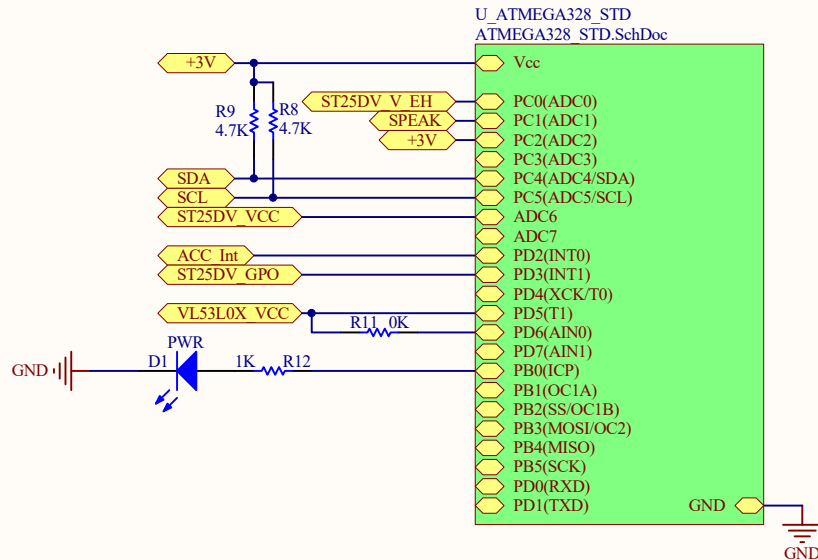 U_ATMEGA328_STD
ATMEGA328_STD.SchDoc
+3V
Vcc
R9
4.7K
R8
4.7K
ST25DV_V_EH
PC0(ADC0)
SPEAK
PC1(ADC1)
+3V
PC2(ADC2)
PC3(ADC3)
SDA
PC4(ADC4/SDA)
SCL
PC5(ADC5/SCL)
ST25DV_VCC
ADC6
ADC7
ACC_Int
PD2(INT0)
ST25DV_GPO
PD3(INT1)
PD4(XCK/T0)
VL53L0X_VCC
PD5(T1)
R11 0K
PD6(AIN0)
PWR
PD7(AIN1)
GND
D1
1K
R12
PB0(ICP)
PB1(OC1A)
PB2(SS/OC1B)
PB3(MOSI/OC2)
PB4(MISO)
PB5(SCK)
PD0(RXD)
PD1(TXD)
GND
GND